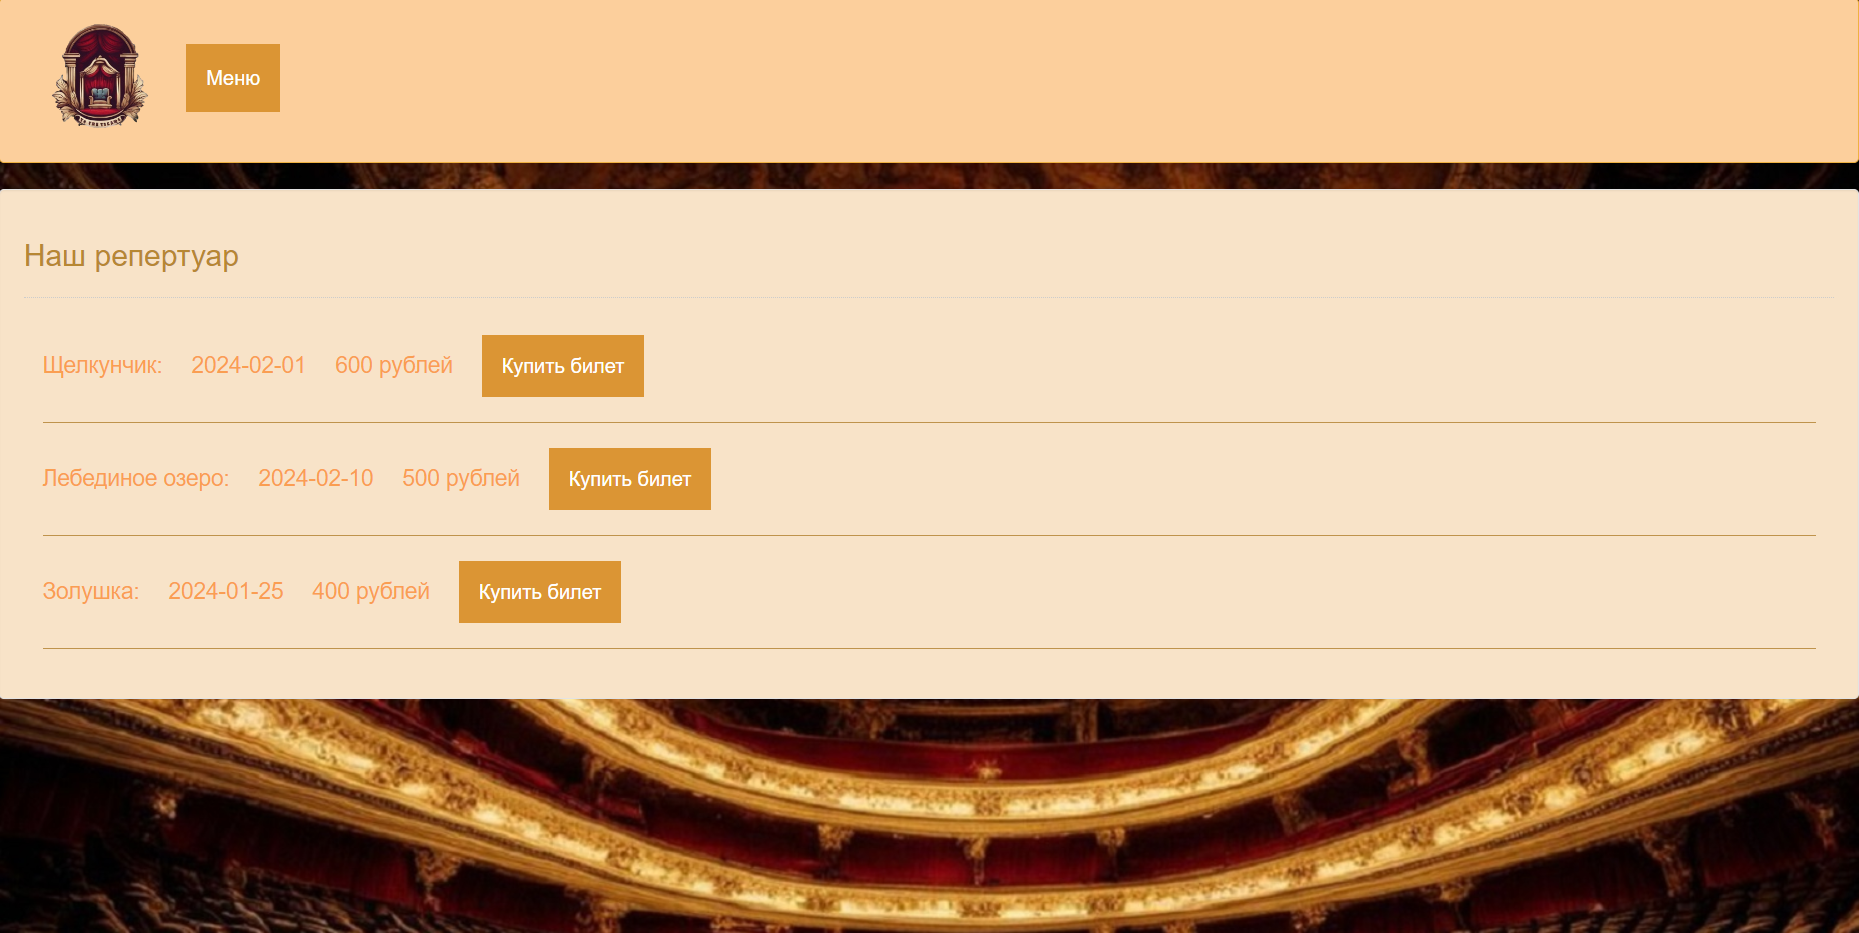 Меню
Наш репертуар
Щелкунчик: 2024-02-01 600 рублей Купить билет
Лебединое озеро: 2024-02-10 500 рублей Купить билет
Золушка: 2024-01-25 400 рублей Купить билет